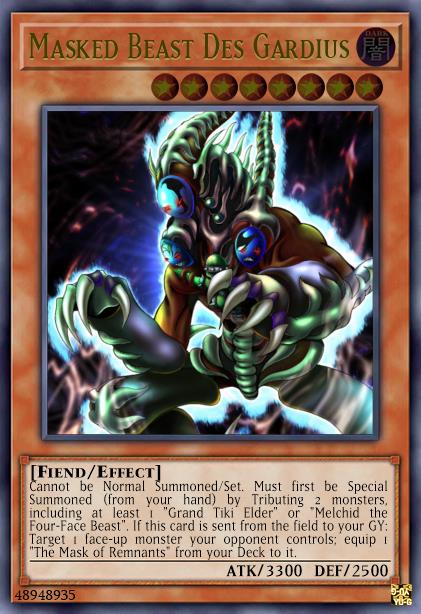 Masked Beast Des Gardius
DARK
闇
[Fiend/Effect]
Cannot be Normal Summoned/Set. Must first be Special
Summoned (from your hand) by Tributing 2 monsters,
including at least 1 "Grand Tiki Elder" or "Melchid the
Four-Face Beast". If this card is sent from the field to your GY:
Target 1 face-up monster your opponent controls; equip 1
"The Mask of Remnants" from your Deck to it.
ATK/3300 DEF/2500
48948935